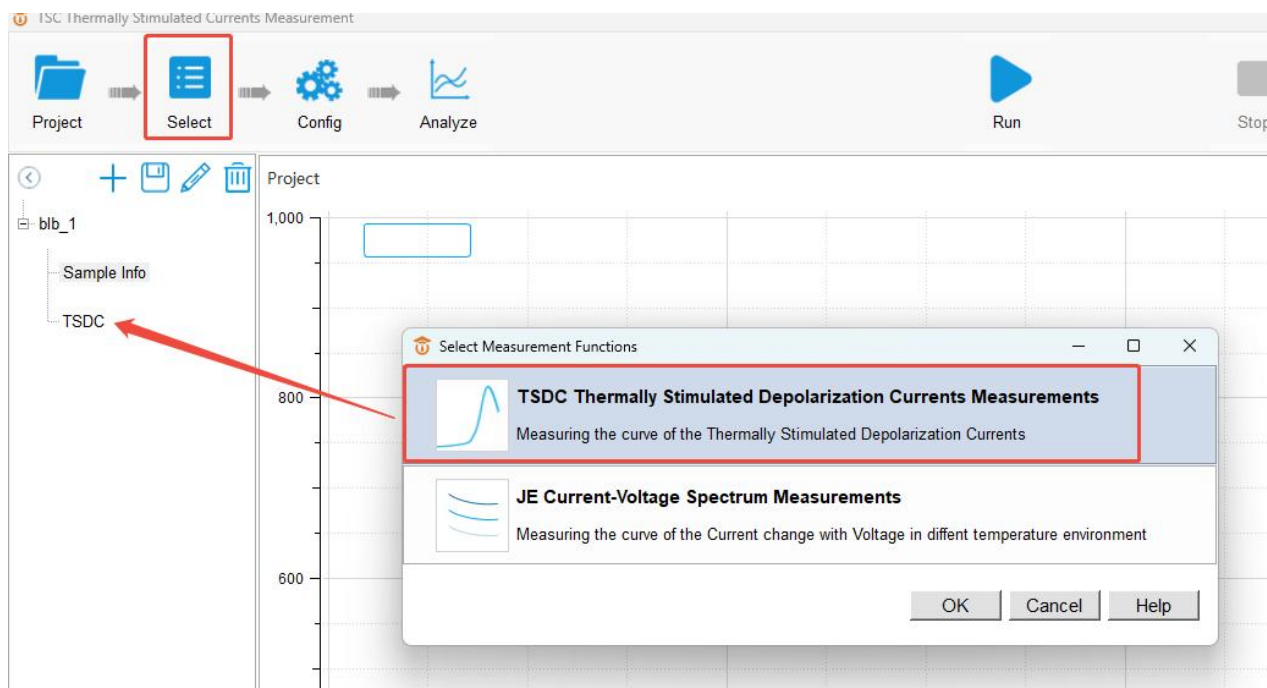 TSC Thermally Stimulated Currents Measurement
Project
Select
Config
Analyze
Run
Stop
Project
blb_1
Sample Info
TSDC
1,000
800
600
Select Measurement Functions
TSDC Thermally Stimulated Depolarization Currents Measurements
Measuring the curve of the Thermally Stimulated Depolarization Currents
JE Current-Voltage Spectrum Measurements
Measuring the curve of the Current change with Voltage in diffent temperature environment
OK
Cancel
Help